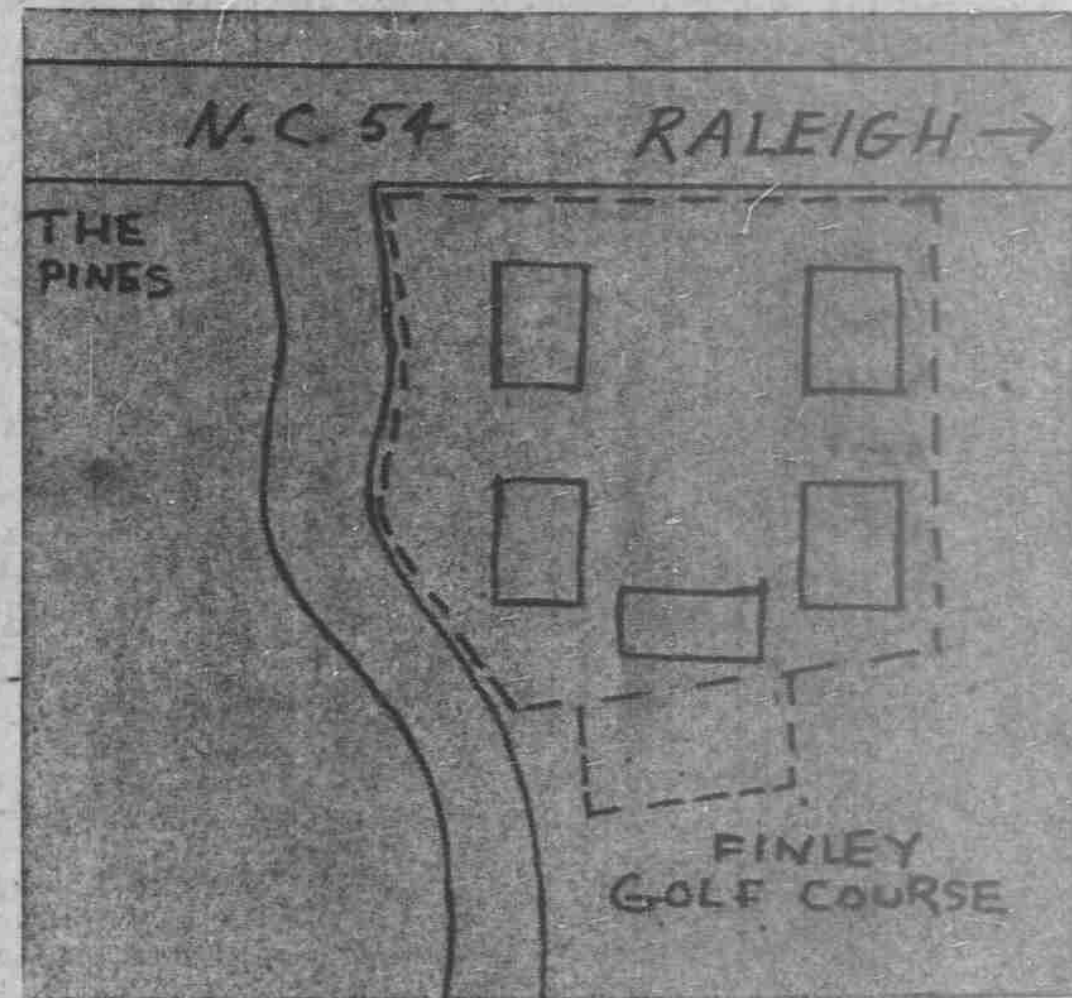 N.C. 54 RALEIGH →
THE
PINES
FINLEY
GOLF COURSE